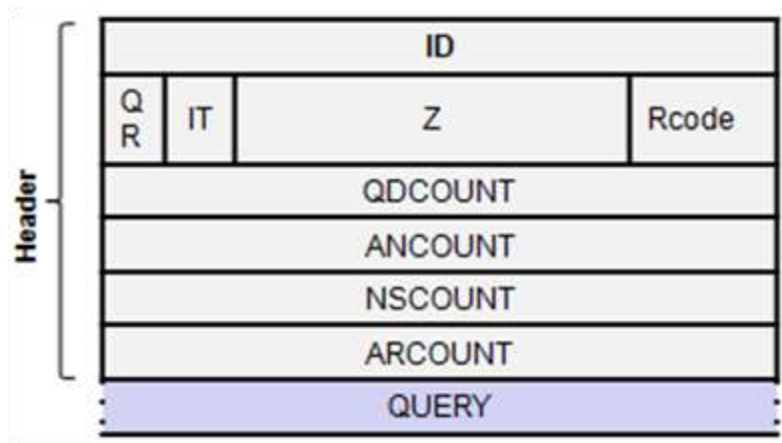 ID
Q
R
IT
Z
Rcode
QDCOUNT
ANCOUNT
NSCOUNT
ARCOUNT
QUERY
Header